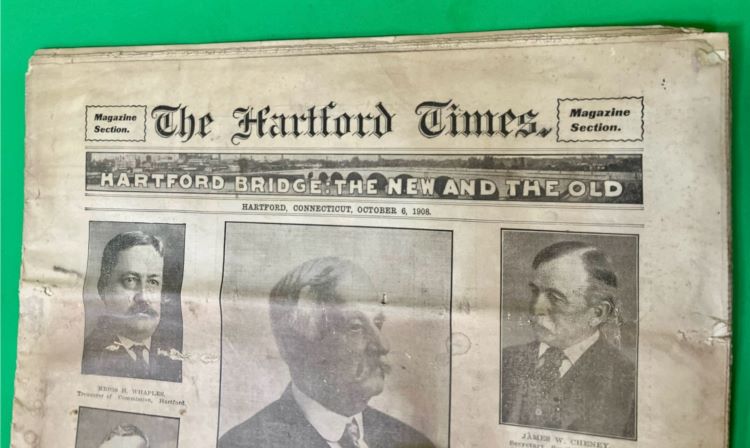 Magazine
Section.
The Hartford Times.
Magazine
Section.
HARTFORD BRIDGE: THE NEW AND THE OLD
HARTFORD, CONNECTICUT, OCTOBER 6, 1908.
H. WHAPLES,
Treasurer of Commission, Hartford.
JAMES W. CHENEY,
Secretary